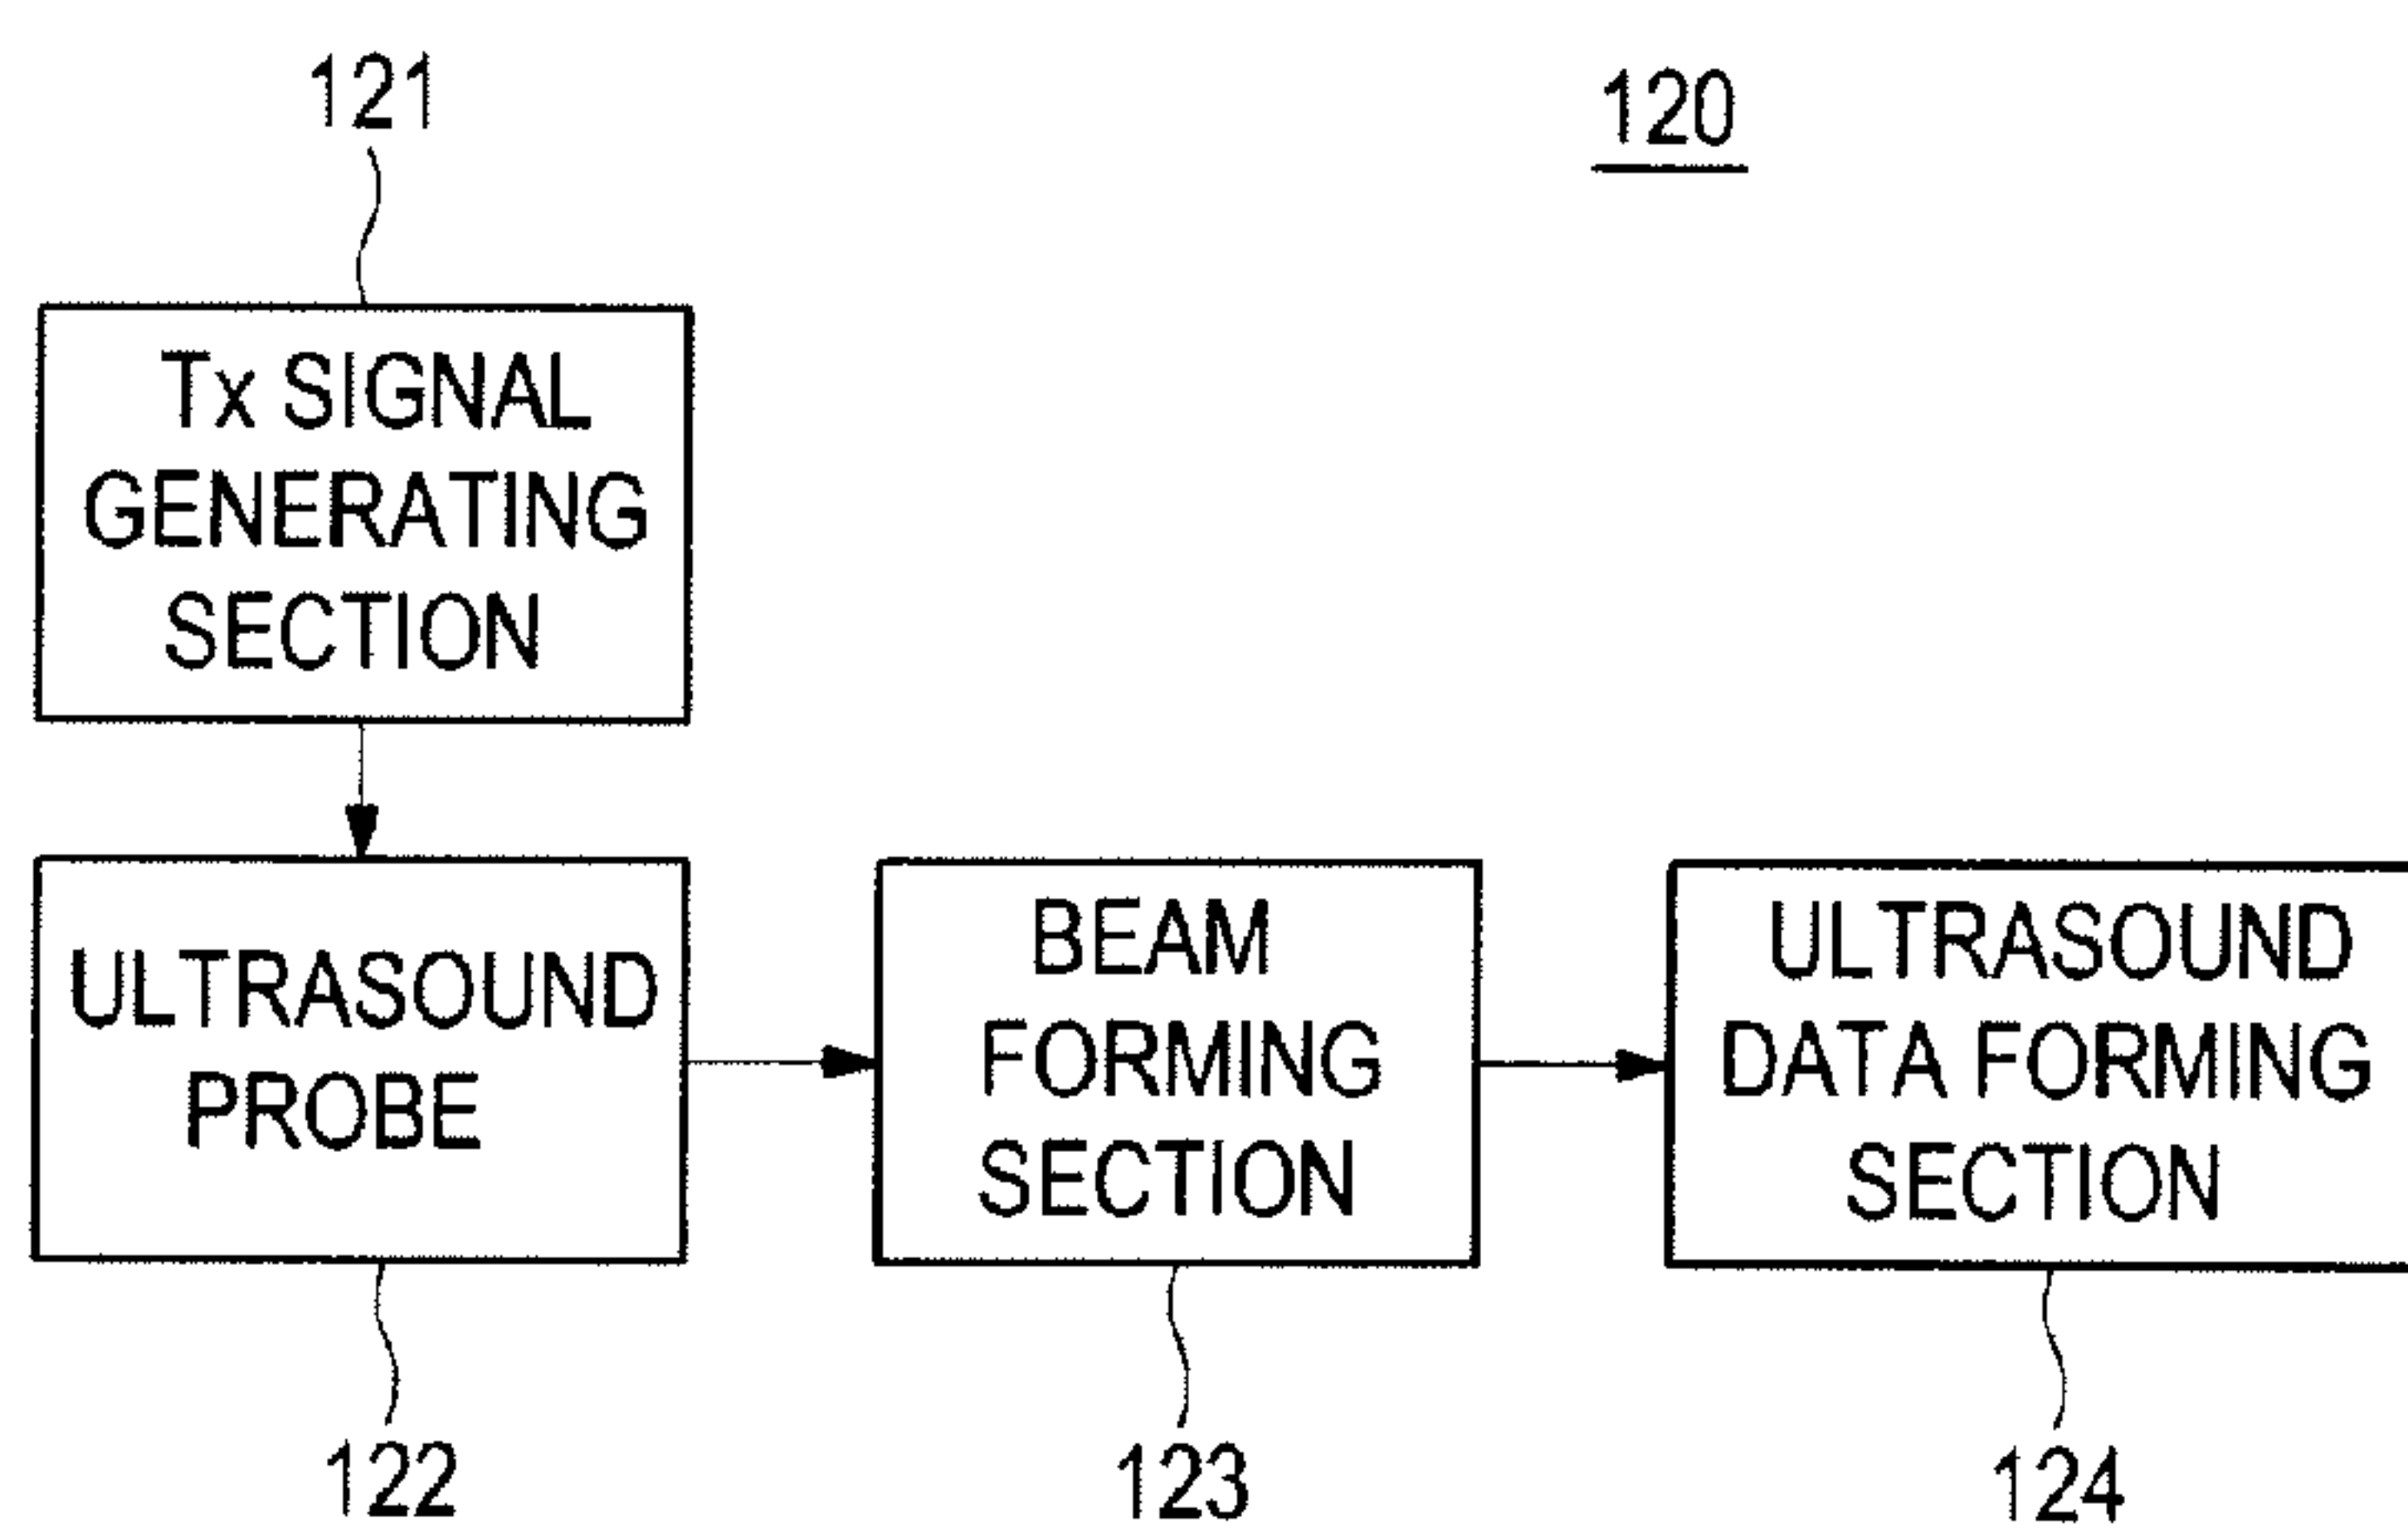 121
120
Tx SIGNAL
GENERATING
SECTION
ULTRASOUND
PROBE
BEAM
FORMING
SECTION
ULTRASOUND
DATA FORMING
SECTION
122
123
124